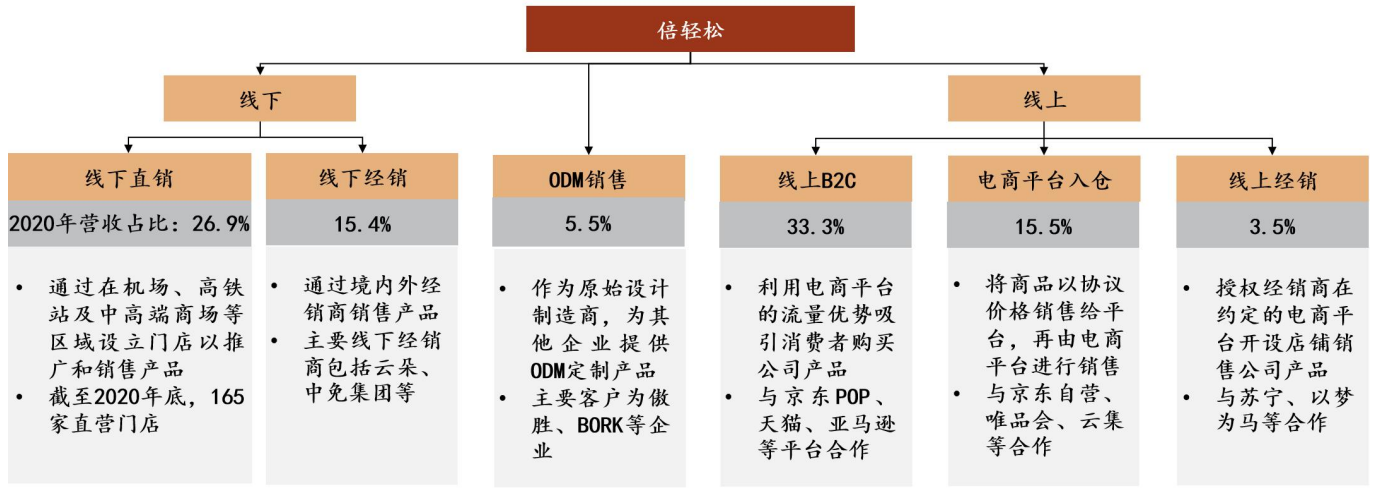 倍轻松
线下
线上
线下直销
线下经销
ODM销售
线上B2C
电商平台入仓
线上经销
2020年营收占比：26.9%
15.4%
5.5%
33.3%
15.5%
3.5%
• 通过在机场、高铁
站及中高端商场等
区域设立门店以推
广和销售产品
• 截至2020年底，165
家直营门店
• 通过境内外经
销商销售产品
• 主要线下经销
商包括云朵、
中免集团等
• 作为原始设计
制造商，为其
他企业提供
ODM定制产品
• 主要客户为傲
胜、BORK等企
业
• 利用电商平台
的流量优势吸
引消费者购买
公司产品
• 与京东POP、
天猫、亚马逊
等平台合作
• 将商品以协议
价格销售给平
台，再由电商
平台进行销售
• 与京东自营、
唯品会、云集
等合作
• 授权经销商在
约定的电商平
台开设店铺销
售公司产品
• 与苏宁、以梦
为马等合作